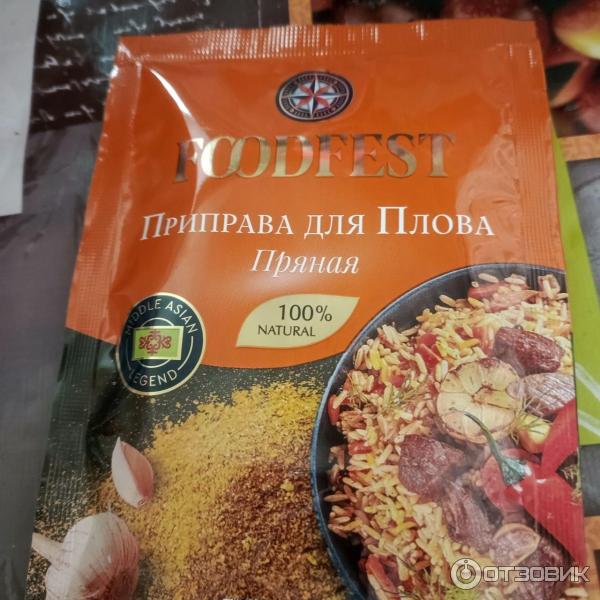 FOODFEST
Приправа для Плова
Пряная
100%
NATURAL
MIDDLE ASIAN
LEGEND
ОТЗОВИК